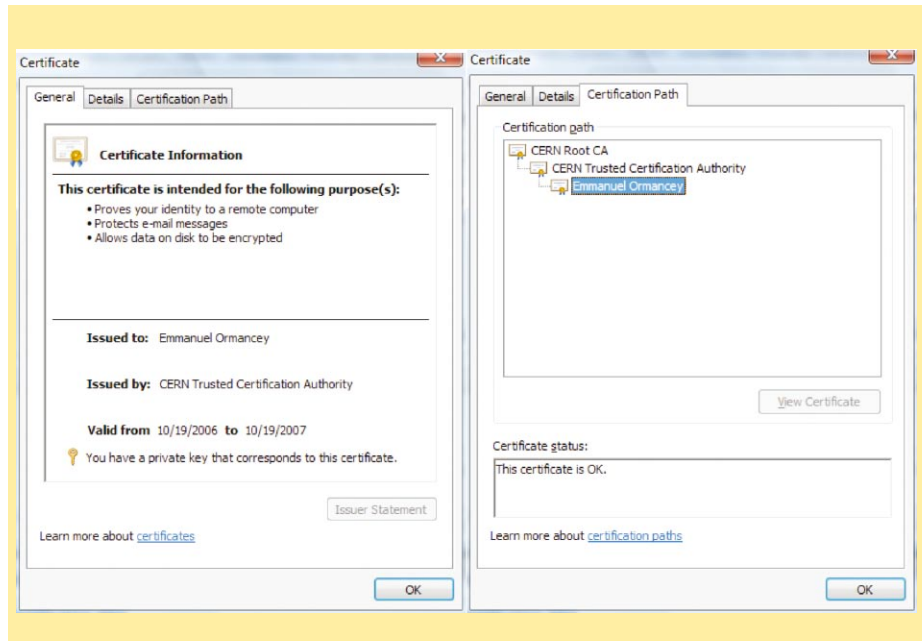 Certificate
General Details Certification Path
Certificate Information
This certificate is intended for the following purpose(s):
• Proves your identity to a remote computer
• Protects e-mail messages
• Allows data on disk to be encrypted
Issued to: Emmanuel Ormancey
Issued by: CERN Trusted Certification Authority
Valid from 10/19/2006 to 10/19/2007
You have a private key that corresponds to this certificate.
Issuer Statement
Learn more about certificates
OK
Certificate
General Details Certification Path
Certification path
CERN Root CA
CERN Trusted Certification Authority
Emmanuel Ormancey
View Certificate
Certificate status:
This certificate is OK.
Learn more about certification paths
OK